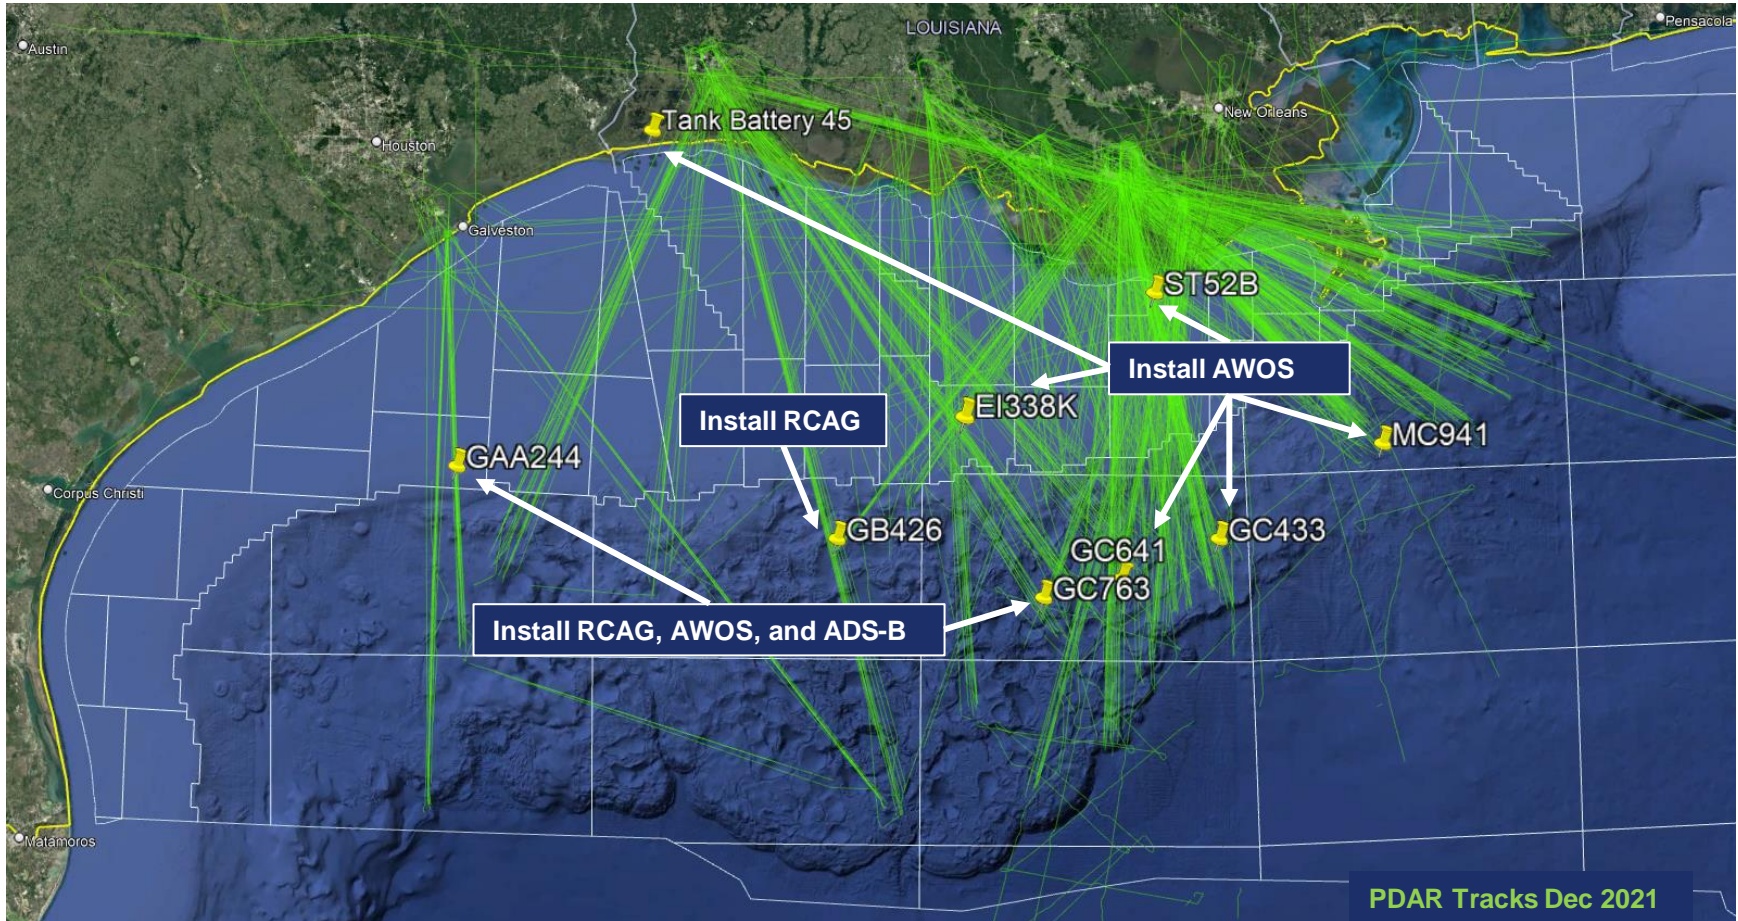 LOUISIANA
Pensacola
Austin
New Orleans
Tank Battery 45
Houston
Galveston
ST52B
Install AWOS
EI338K
Install RCAG
MC941
GAA244
Corpus Christi
GB426
GC433
GC641
GC763
Install RCAG, AWOS, and ADS-B
Matamoros
PDAR Tracks Dec 2021